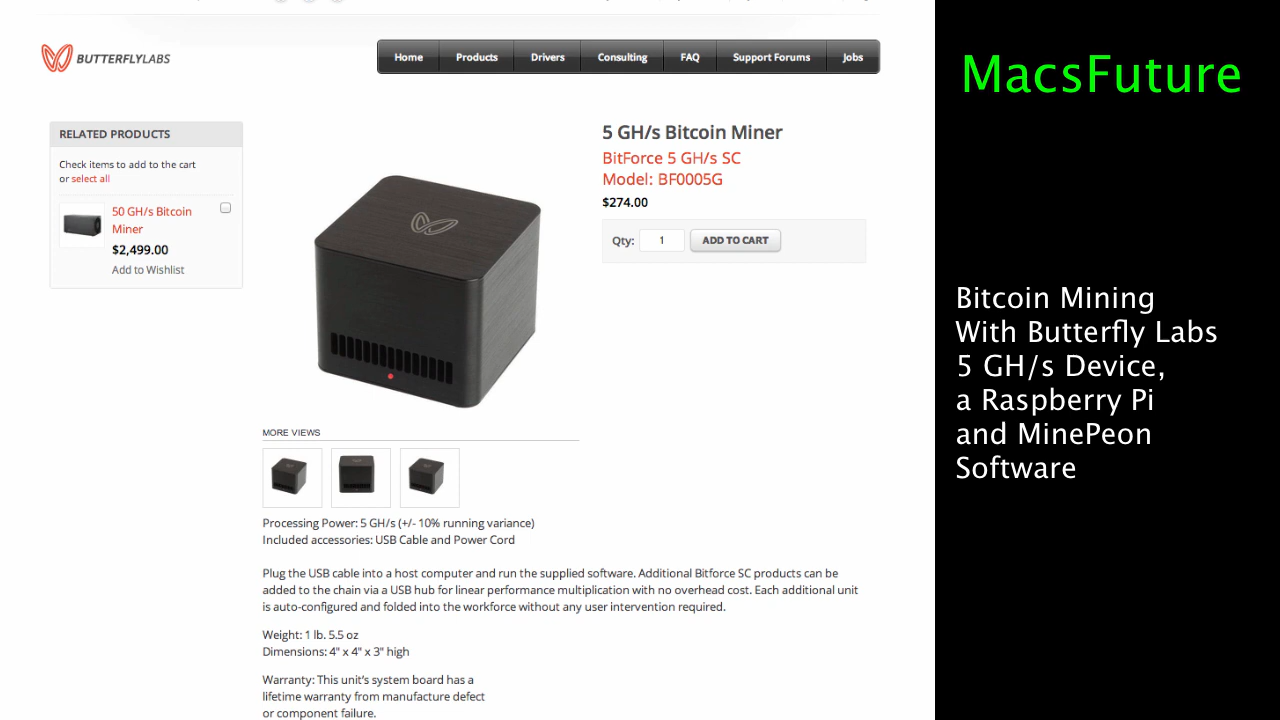 BUTTERFLYLABS
Home Products Drivers Consulting FAQ Support Forums Jobs
RELATED PRODUCTS
Check items to add to the cart
or select all
50 GH/s Bitcoin
Miner
$2,499.00
Add to Wishlist
5 GH/s Bitcoin Miner
BitForce 5 GH/s SC
Model: BF0005G
$274.00
Qty: 1 ADD TO CART
MORE VIEWS
Processing Power: 5 GH/s (+/- 10% running variance)
Included accessories: USB Cable and Power Cord
Plug the USB cable into a host computer and run the supplied software. Additional Bitforce SC products can be
added to the chain via a USB hub for linear performance multiplication with no overhead cost. Each additional unit
is auto-configured and folded into the workforce without any user intervention required.
Weight: 1 lb. 5.5 oz
Dimensions: 4" x 4" x 3" high
Warranty: This unit's system board has a
lifetime warranty from manufacture defect
or component failure.
MacsFuture
Bitcoin Mining
With Butterfly Labs
5 GH/s Device,
a Raspberry Pi
and MinePeon
Software